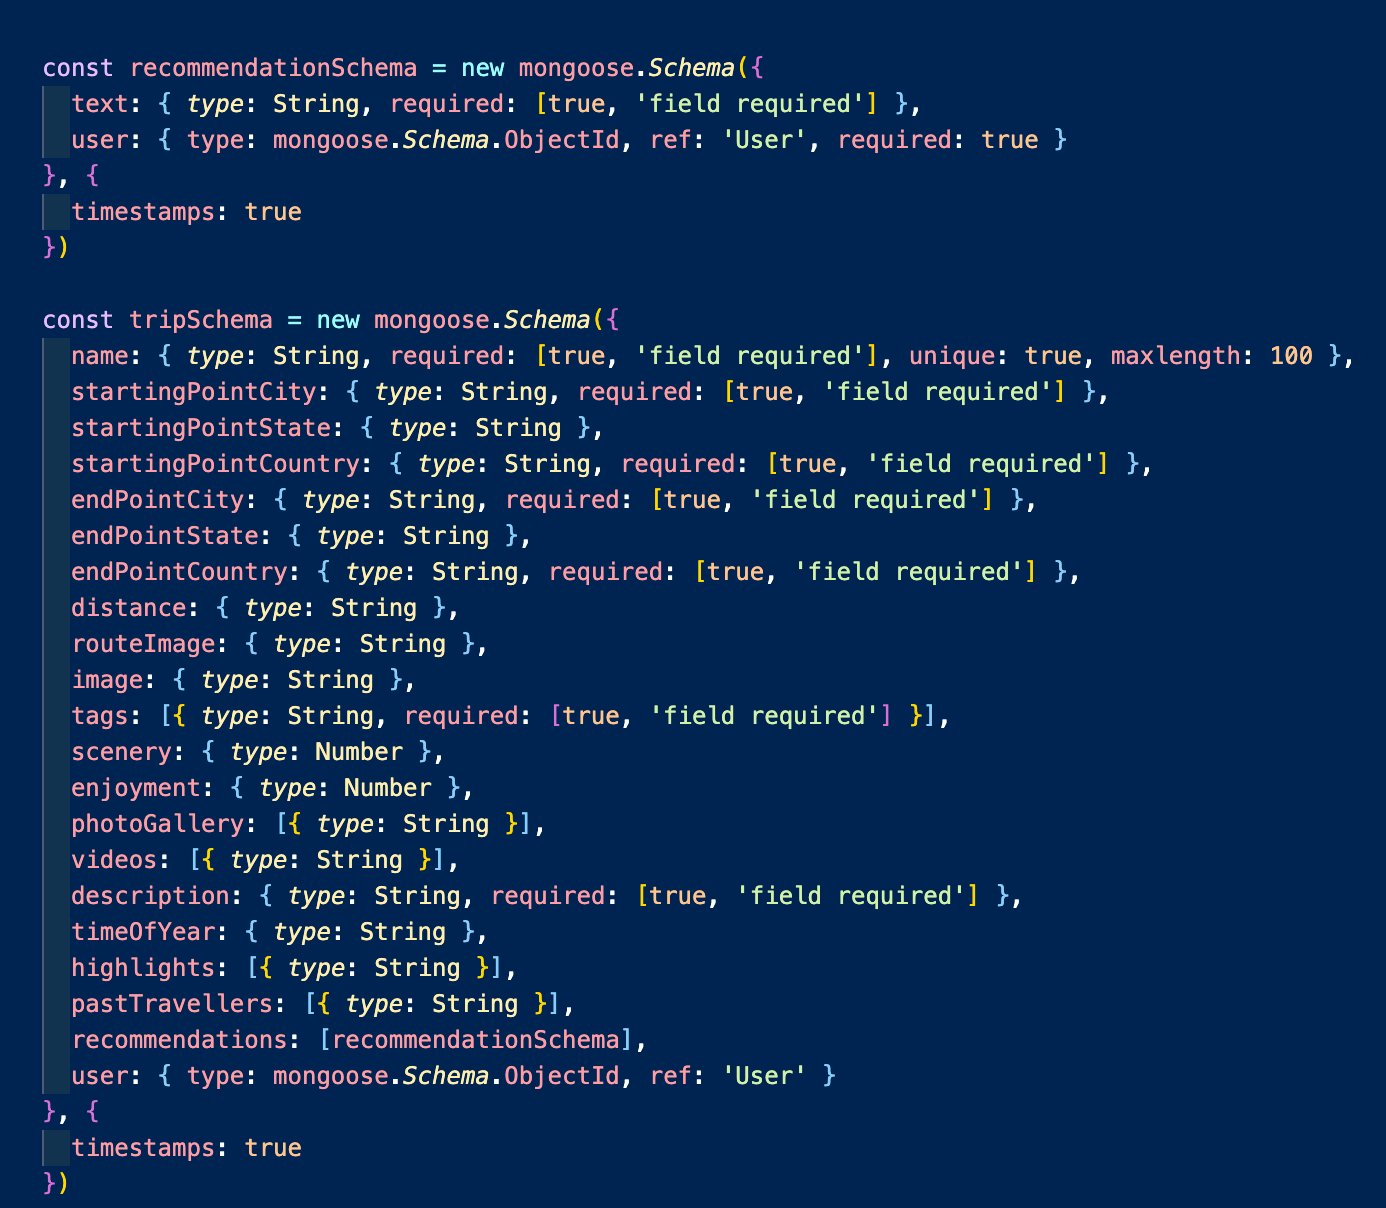 const recommendationSchema = new mongoose.Schema({
  text: { type: String, required: [true, 'field required'] },
  user: { type: mongoose.Schema.ObjectId, ref: 'User', required: true }
}, {
  timestamps: true
})

const tripSchema = new mongoose.Schema({
  name: { type: String, required: [true, 'field required'], unique: true, maxlength: 100 },
  startingPointCity: { type: String, required: [true, 'field required'] },
  startingPointState: { type: String },
  startingPointCountry: { type: String, required: [true, 'field required'] },
  endPointCity: { type: String, required: [true, 'field required'] },
  endPointState: { type: String },
  endPointCountry: { type: String, required: [true, 'field required'] },
  distance: { type: String },
  routeImage: { type: String },
  image: { type: String },
  tags: [{ type: String, required: [true, 'field required'] }],
  scenery: { type: Number },
  enjoyment: { type: Number },
  photoGallery: [{ type: String }],
  videos: [{ type: String }],
  description: { type: String, required: [true, 'field required'] },
  timeOfYear: { type: String },
  highlights: [{ type: String }],
  pastTravellers: [{ type: String }],
  recommendations: [recommendationSchema],
  user: { type: mongoose.Schema.ObjectId, ref: 'User' }
}, {
  timestamps: true
})